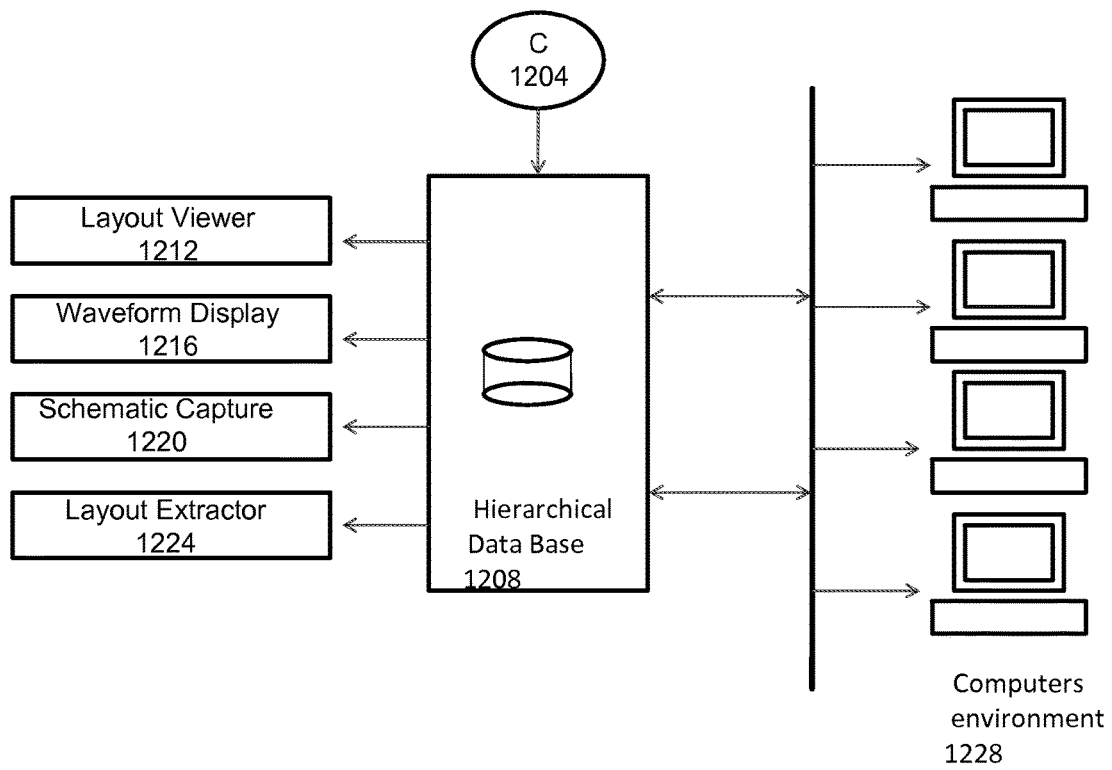 C
1204
Layout Viewer
1212
Waveform Display
1216
Schematic Capture
1220
Layout Extractor
1224
Hierarchical
Data Base
1208
Computers
environment
1228